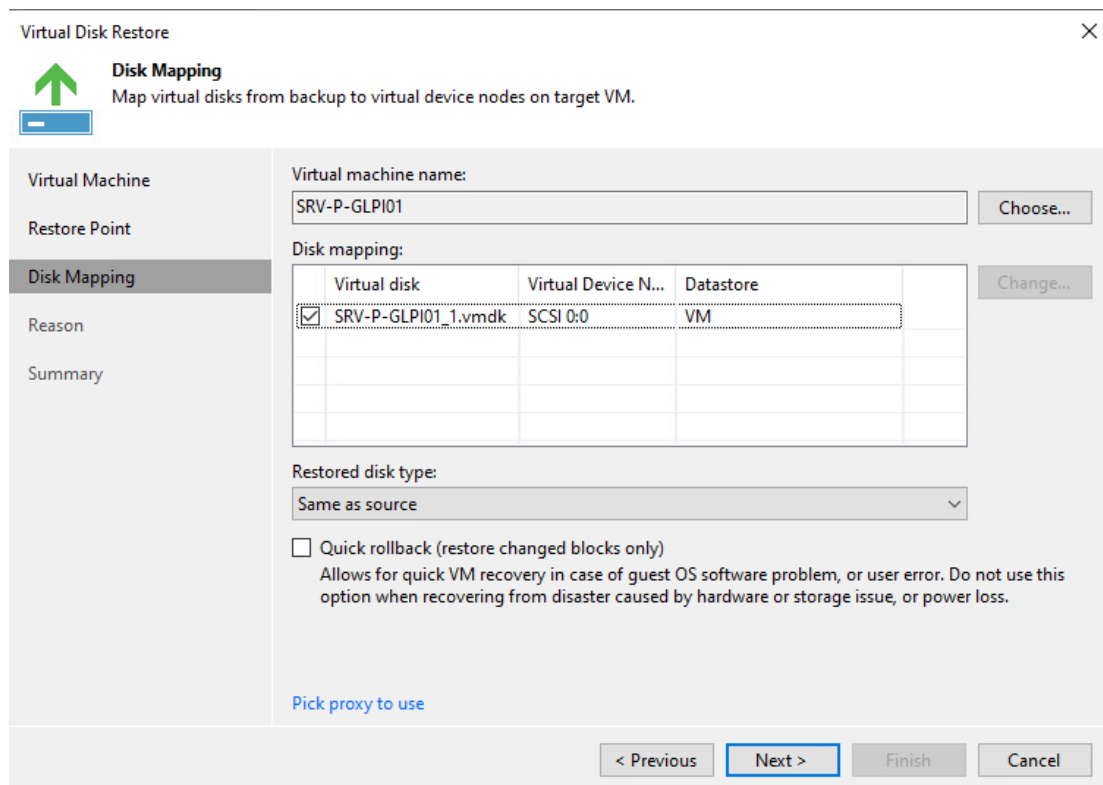 Virtual Disk Restore
Disk Mapping
Map virtual disks from backup to virtual device nodes on target VM.
Virtual Machine
Restore Point
Disk Mapping
Reason
Summary
Virtual machine name:
SRV-P-GLPI01
Choose...
Disk mapping:
Virtual disk Virtual Device N... Datastore
SRV-P-GLPI01_1.vmdk SCSI 0:0 VM
Change...
Restored disk type:
Same as source
Quick rollback (restore changed blocks only)
Allows for quick VM recovery in case of guest OS software problem, or user error. Do not use this
option when recovering from disaster caused by hardware or storage issue, or power loss.
Pick proxy to use
< Previous Next > Finish Cancel